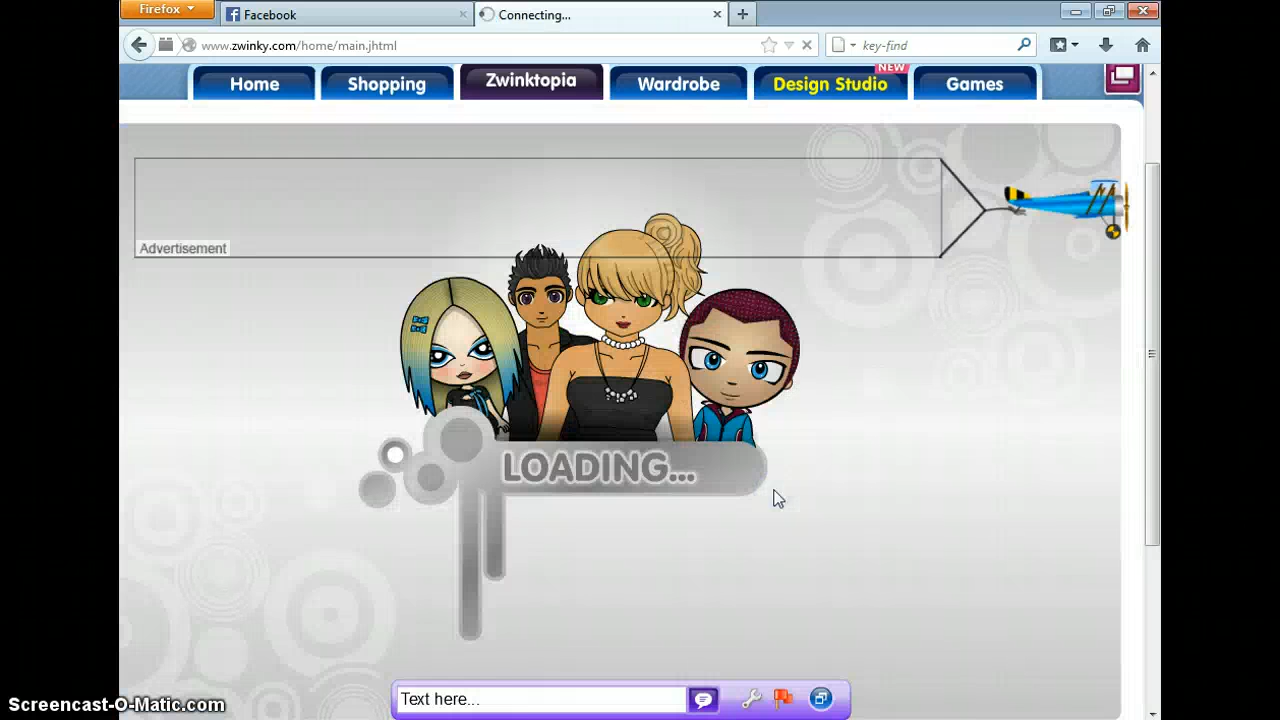 Firefox
Facebook
Connecting...
www.zwinky.com/home/main.jhtml
key-find
Home
Shopping
Zwinktopia
Wardrobe
NEW
Design Studio
Games
Advertisement
LOADING...
Text here...
Screencast-O-Matic.com